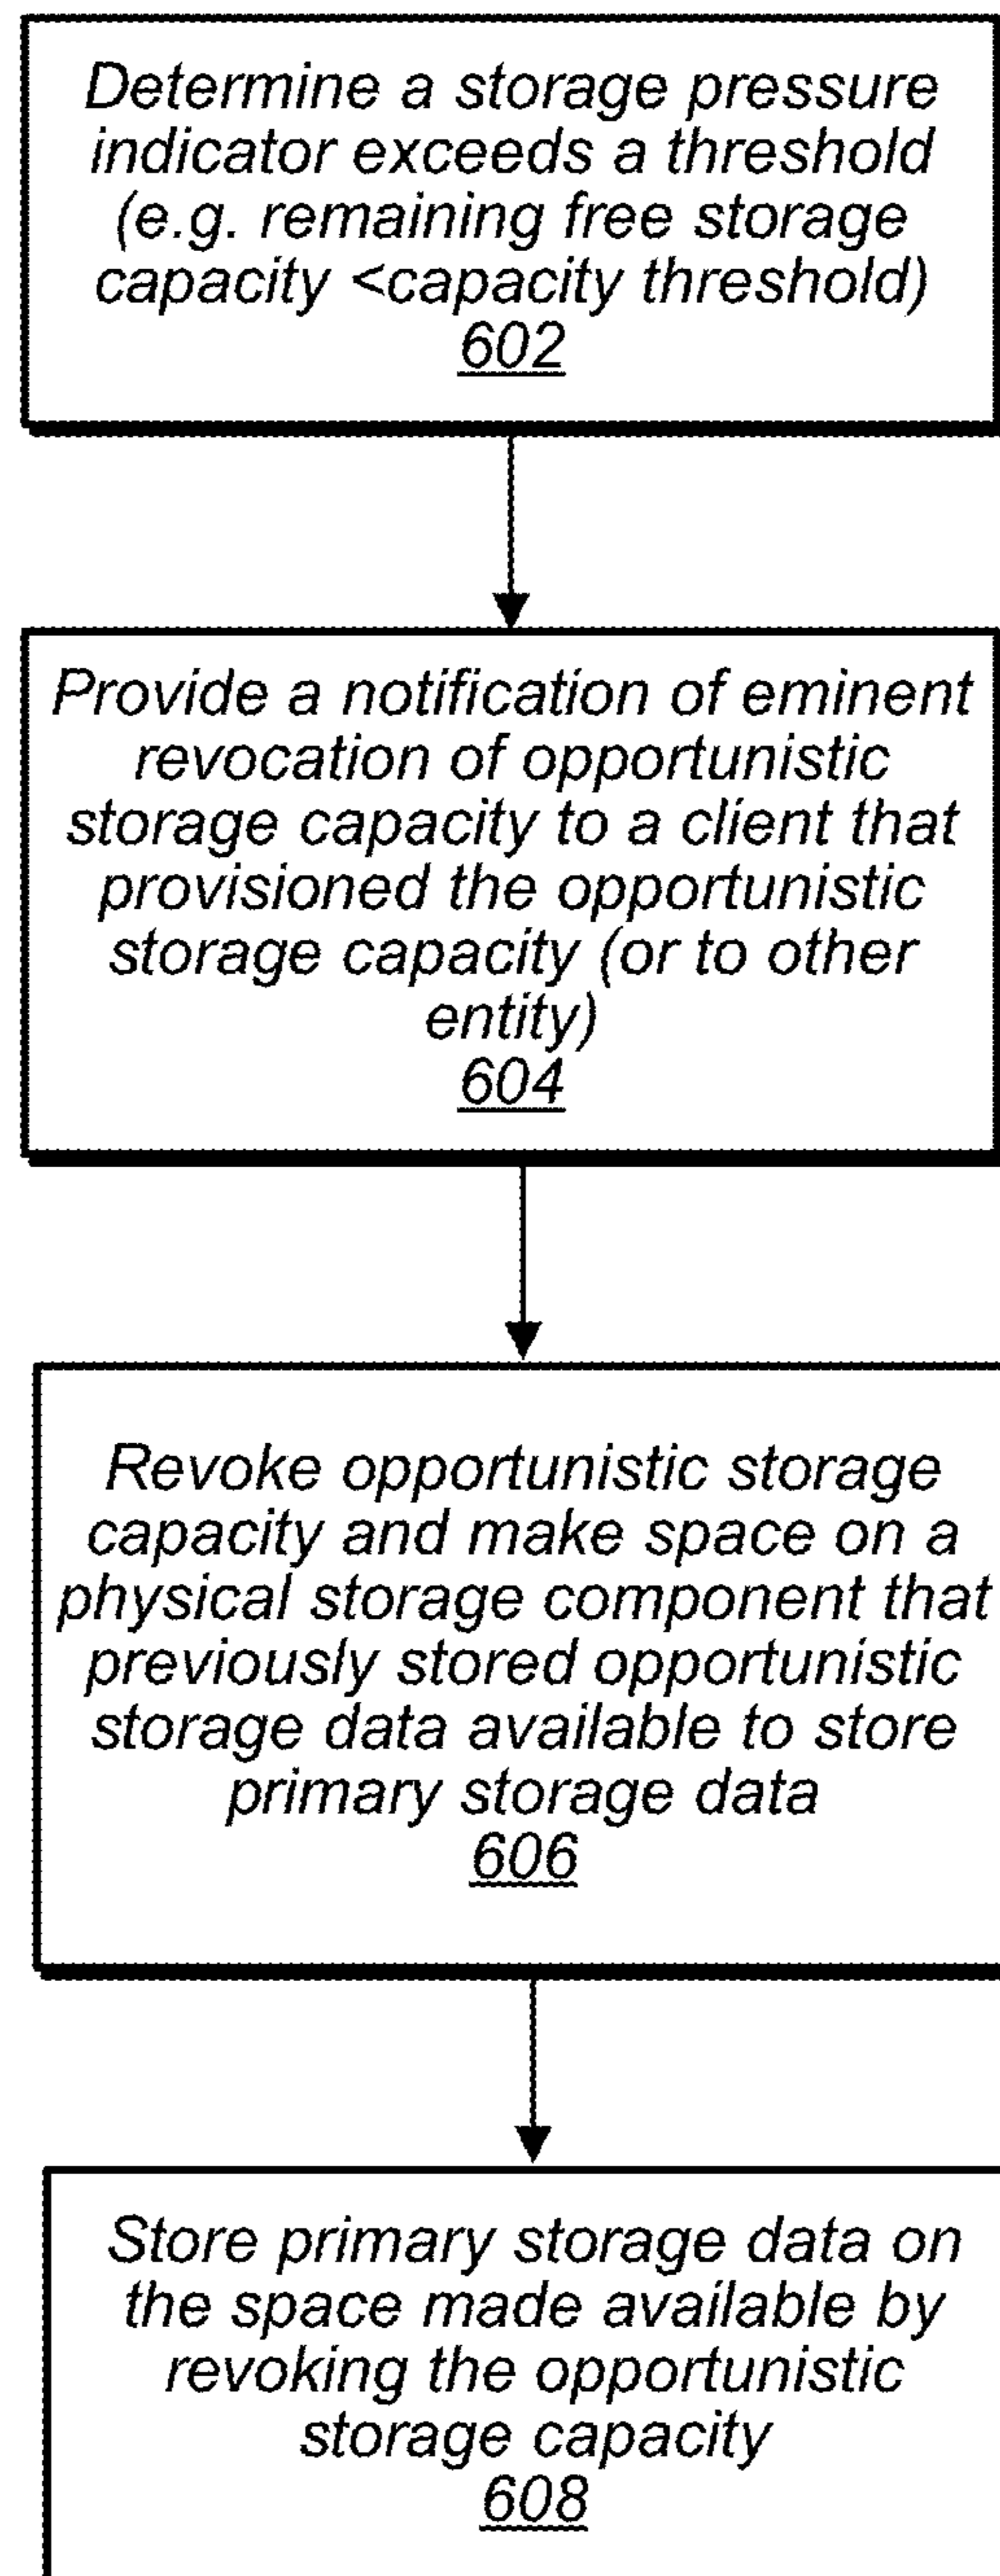 Determine a storage pressure
indicator exceeds a threshold
(e.g. remaining free storage
capacity <capacity threshold)
602
Provide a notification of eminent
revocation of opportunistic
storage capacity to a client that
provisioned the opportunistic
storage capacity (or to other
entity)
604
Revoke opportunistic storage
capacity and make space on a
physical storage component that
previously stored opportunistic
storage data available to store
primary storage data
606
Store primary storage data on
the space made available by
revoking the opportunistic
storage capacity
608